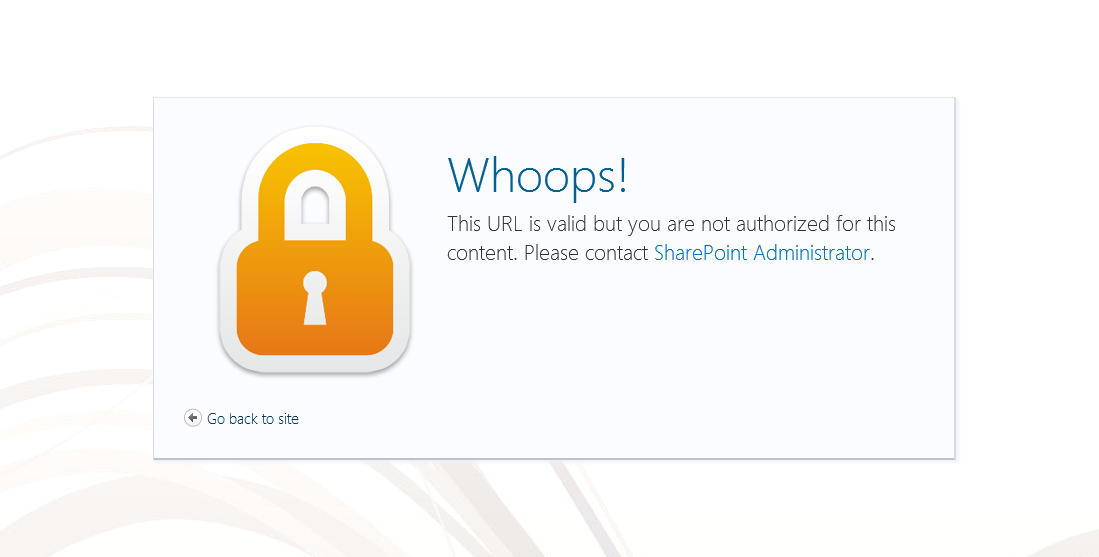 Whoops!
This URL is valid but you are not authorized for this
content. Please contact SharePoint Administrator.
Go back to site